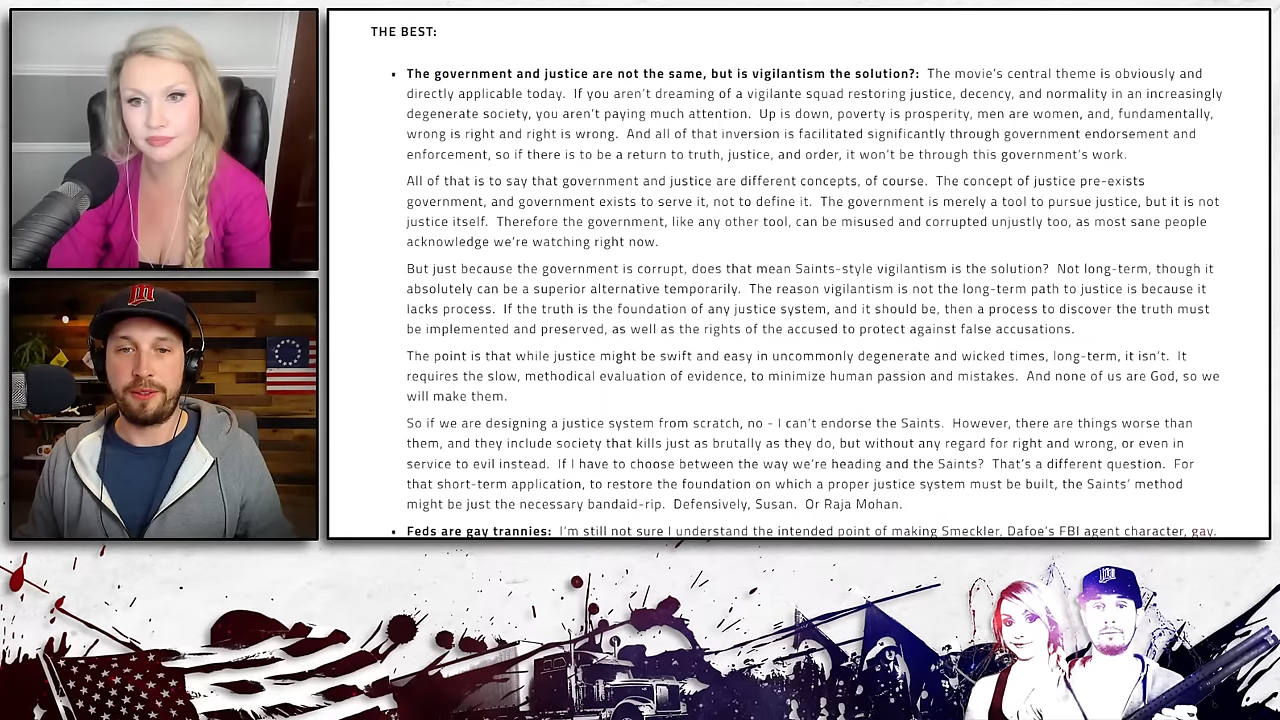 THE BEST:
▪ The government and justice are not the same, but is vigilantism the solution?: The movie's central theme is obviously and
directly applicable today. If you aren't dreaming of a vigilante squad restoring justice, decency, and normality in an increasingly
degenerate society, you aren't paying much attention. Up is down, poverty is prosperity, men are women, and, fundamentally,
wrong is right and right is wrong. And all of that inversion is facilitated significantly through government endorsement and
enforcement, so if there is to be a return to truth, justice, and order, it won't be through this government's work.
All of that is to say that government and justice are different concepts, of course. The concept of justice pre-exists
government, and government exists to serve it, not to define it. The government is merely a tool to pursue justice, but it is not
justice itself. Therefore the government, like any other tool, can be misused and corrupted unjustly too, as most sane people
acknowledge we're watching right now.
But just because the government is corrupt, does that mean Saints-style vigilantism is the solution? Not long-term, though it
absolutely can be a superior alternative temporarily. The reason vigilantism is not the long-term path to justice is because it
lacks process. If the truth is the foundation of any justice system, and it should be, then a process to discover the truth must
be implemented and preserved, as well as the rights of the accused to protect against false accusations.
The point is that while justice might be swift and easy in uncommonly degenerate and wicked times, long-term, it isn't. It
requires the slow, methodical evaluation of evidence, to minimize human passion and mistakes. And none of us are God, so we
will make them.
So if we are designing a justice system from scratch, no - I can't endorse the Saints. However, there are things worse than
them, and they include society that kills just as brutally as they do, but without any regard for right and wrong, or even in
service to evil instead. If I have to choose between the way we're heading and the Saints? That's a different question. For
that short-term application, to restore the foundation on which a proper justice system must be built, the Saints' method
might be just the necessary bandaid-rip. Defensively, Susan. Or Raja Mohan.
▪ Feds are gay trannies: I'm still not sure I understand the intended point of making Smeckler, Dafoe's FBI agent character, gay.